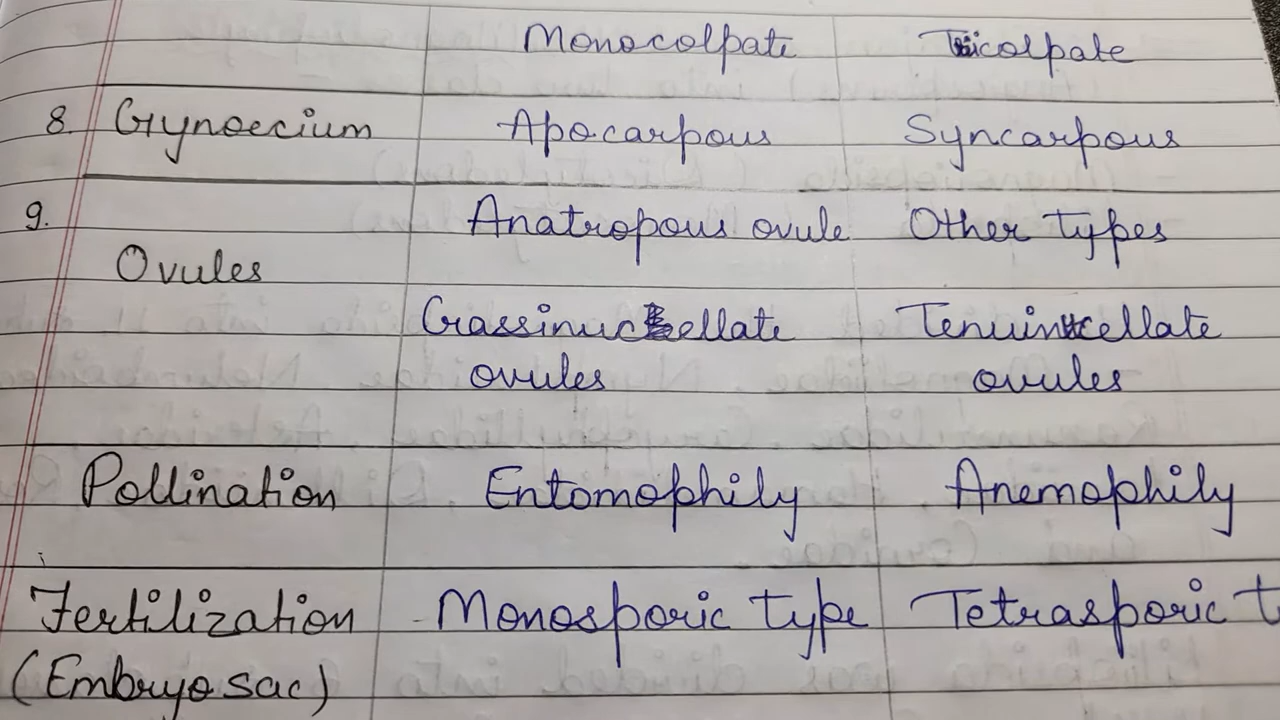 Monocolpate Tricolpate
8. Gynoecium Apocarpous Syncarpous
9. Anatropous ovule Other types
Ovules
Crassinucellate Tenuinucellate
ovules ovules
Pollination Entomophily Anemophily
Fertilization Monosporic type Tetrasporic t
(Embryo sac)